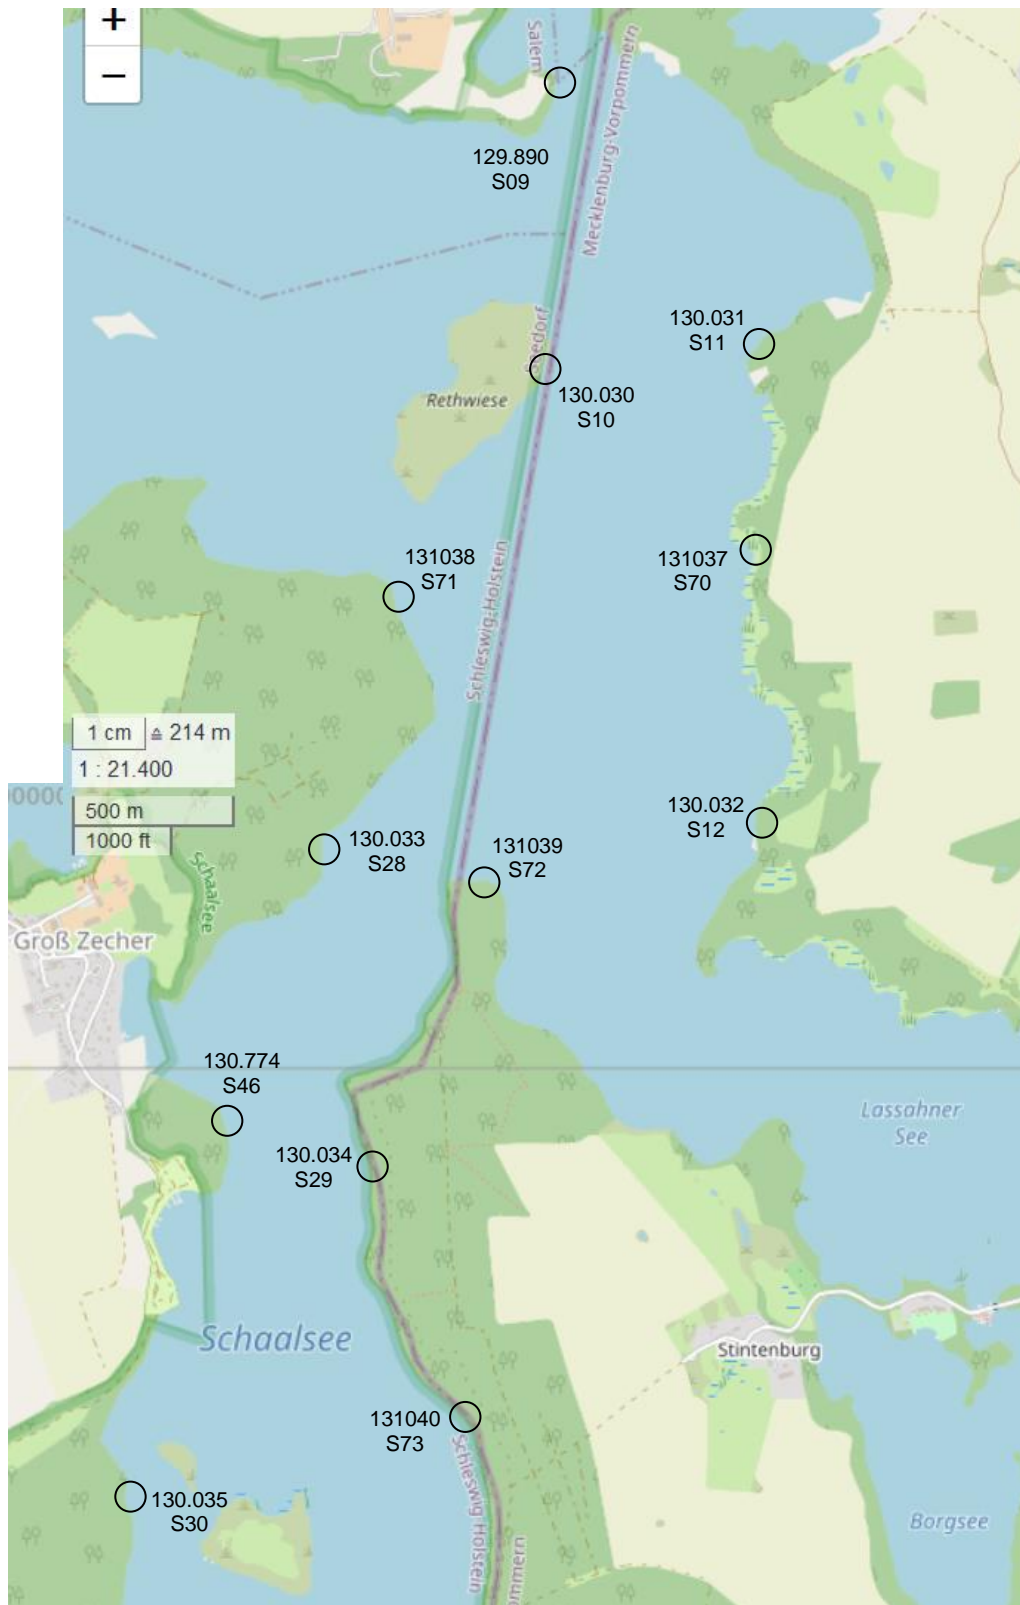 +
−
Salem
Mecklenburg-Vorpommern
129.890
S09
130.031
S11
Seedorf
Rethwiese
130.030
S10
131038
S71
131037
S70
Schleswig-Holstein
1 cm ≙ 214 m
1 : 21.400
500 m
1000 ft
130.032
S12
130.033
S28
131039
S72
Schaalsee
Groß Zecher
130.774
S46
Lassahner
See
130.034
S29
Schaalsee
Stintenburg
131040
S73
Schleswig-Holstein
130.035
S30
Borgsee